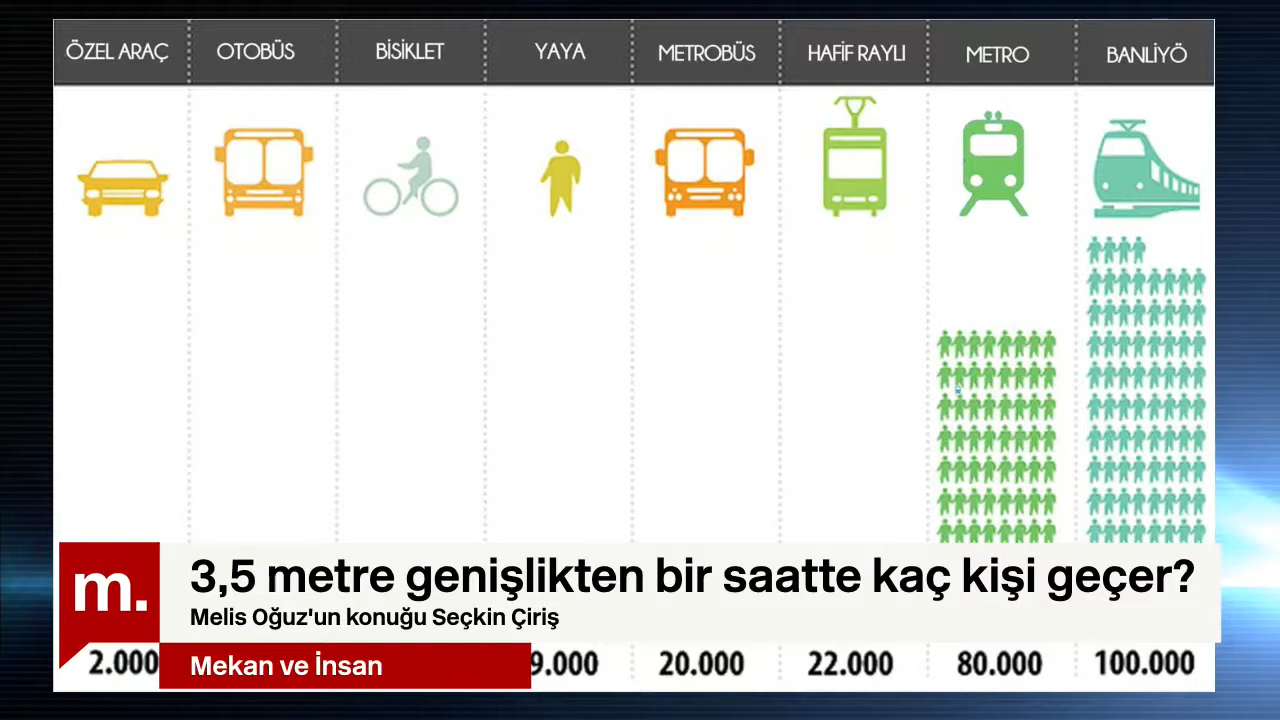 ÖZEL ARAÇ OTOBÜS BİSİKLET YAYA METROBÜS HAFİF RAYLI METRO BANLİYÖ
m.
3,5 metre genişlikten bir saatte kaç kişi geçer?
Melis Oğuz'un konuğu Seçkin Çiriş
Mekan ve İnsan
2.000 9.000 20.000 22.000 80.000 100.000